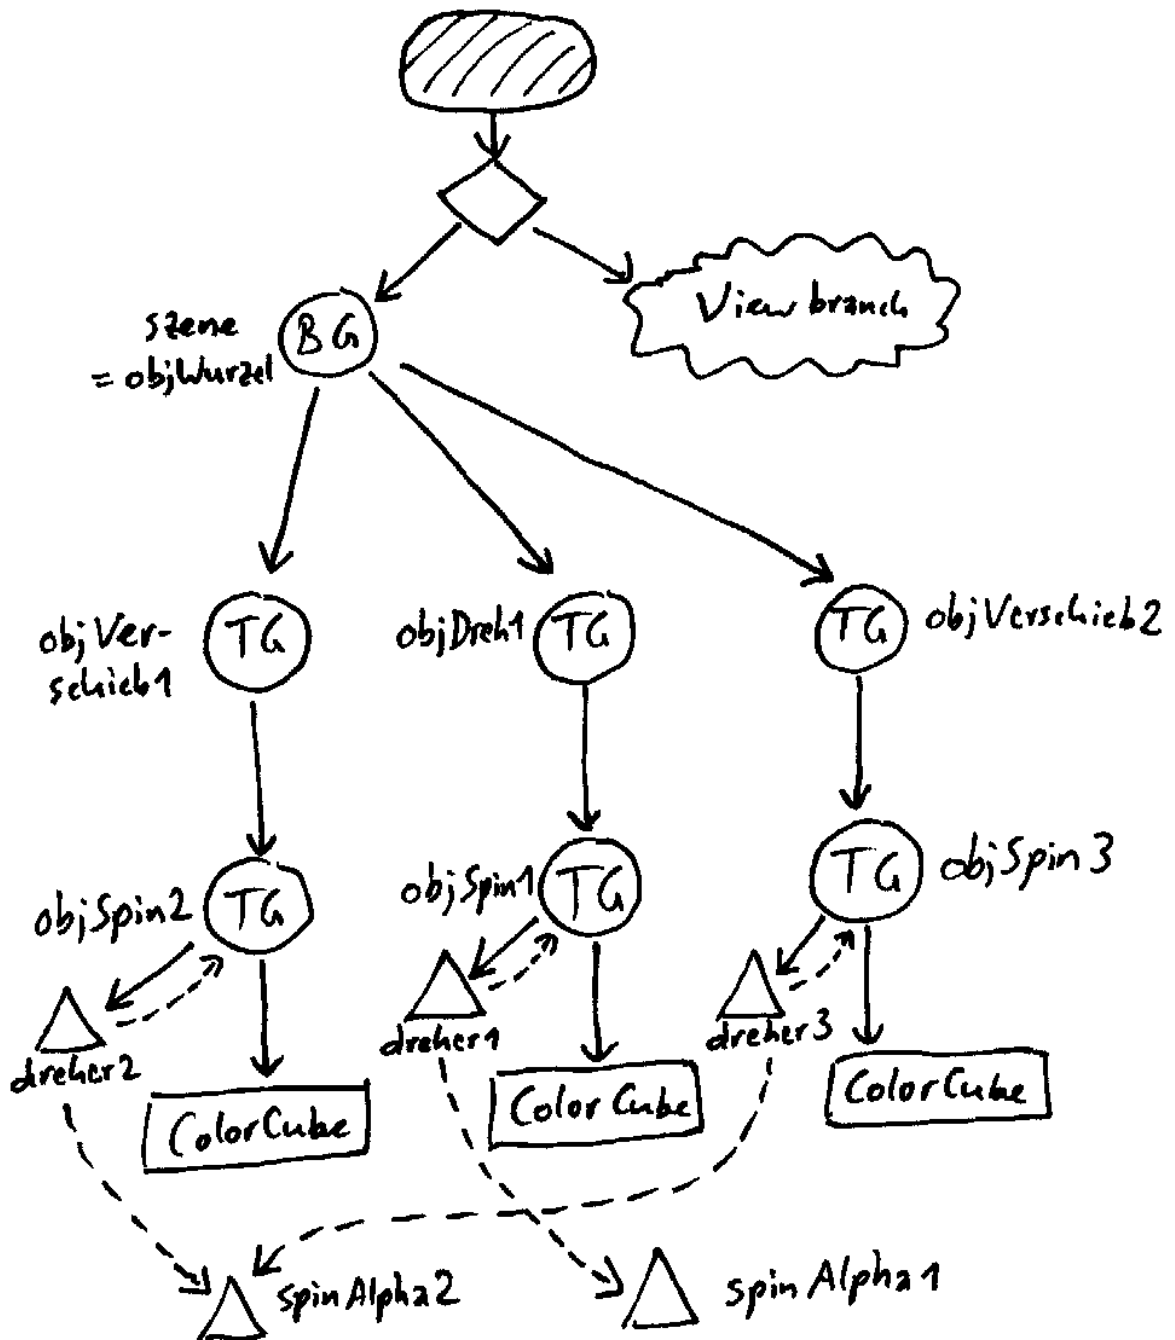 View branch
szene
= objWurzel
BG
objVer-
schieb1
TG
objDreh1
TG
TG
objVerschieb2
objSpin2
TG
objSpin1
TG
TG
objSpin3
dreher2
dreher1
dreher3
ColorCube
ColorCube
ColorCube
spinAlpha2
spinAlpha1